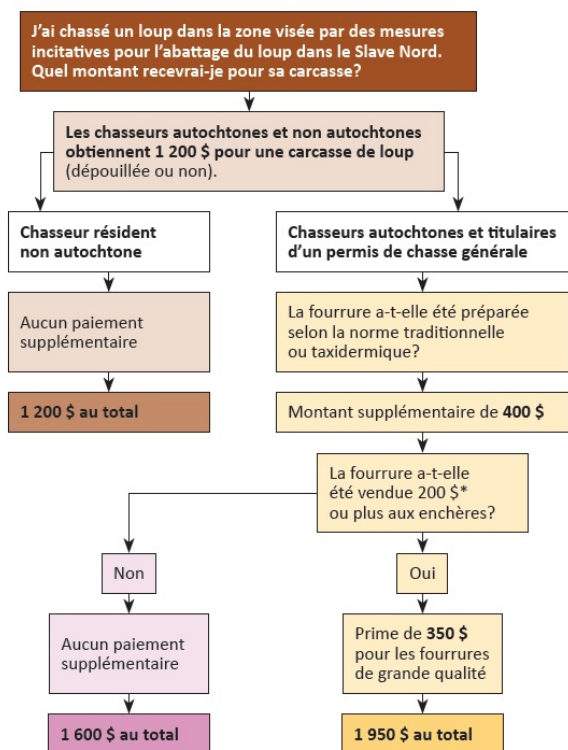 J’ai chassé un loup dans la zone visée par des mesures
incitatives pour l’abattage du loup dans le Slave Nord.
Quel montant recevrai-je pour sa carcasse?
Les chasseurs autochtones et non autochtones
obtiennent 1 200 $ pour une carcasse de loup
(dépouillée ou non).
Chasseur résident
non autochtone
Aucun paiement
supplémentaire
1 200 $ au total
Chasseurs autochtones et titulaires
d’un permis de chasse générale
La fourrure a-t-elle été préparée
selon la norme traditionnelle
ou taxidermique?
Montant supplémentaire de 400 $
La fourrure a-t-elle
été vendue 200 $*
ou plus aux enchères?
Non
Aucun paiement
supplémentaire
1 600 $ au total
Oui
Prime de 350 $
pour les fourrures
de grande qualité
1 950 $ au total